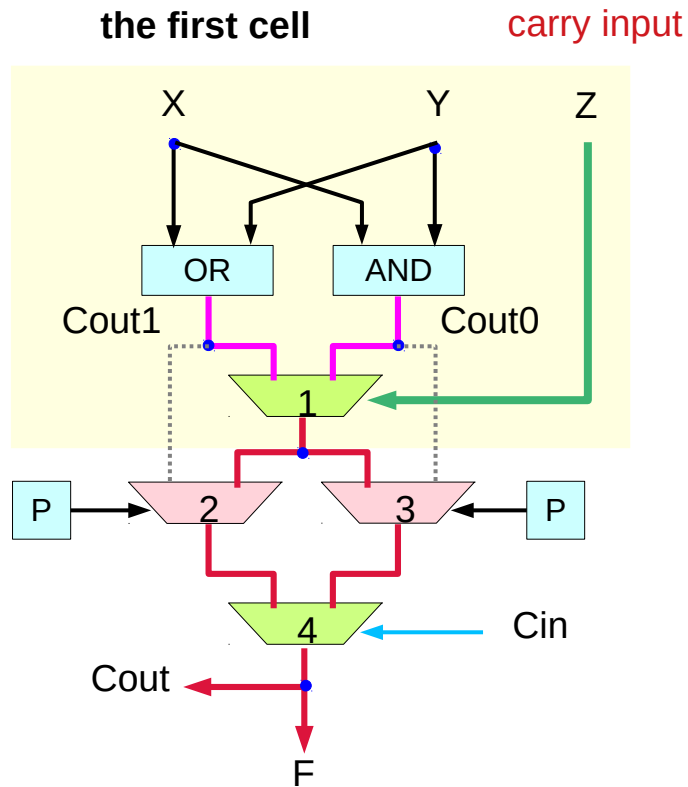 the first cell
carry input
X
Y
Z
OR
AND
Cout1
Cout0
1
P
2
3
P
4
Cin
Cout
F